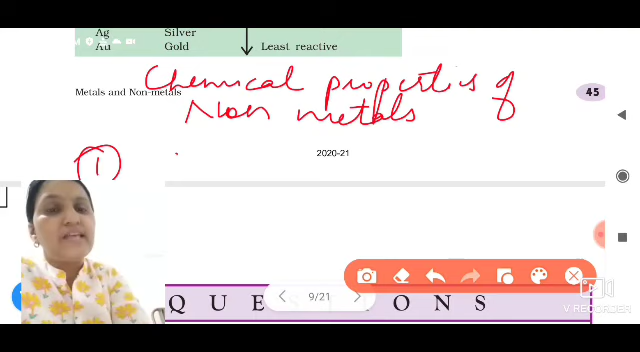 Ag Silver
Au Gold Least reactive
Chemical properties of
Metals and Non-metals 45
Non metals
1
2020-21
QUESTIONS
9/21
V RECORDER